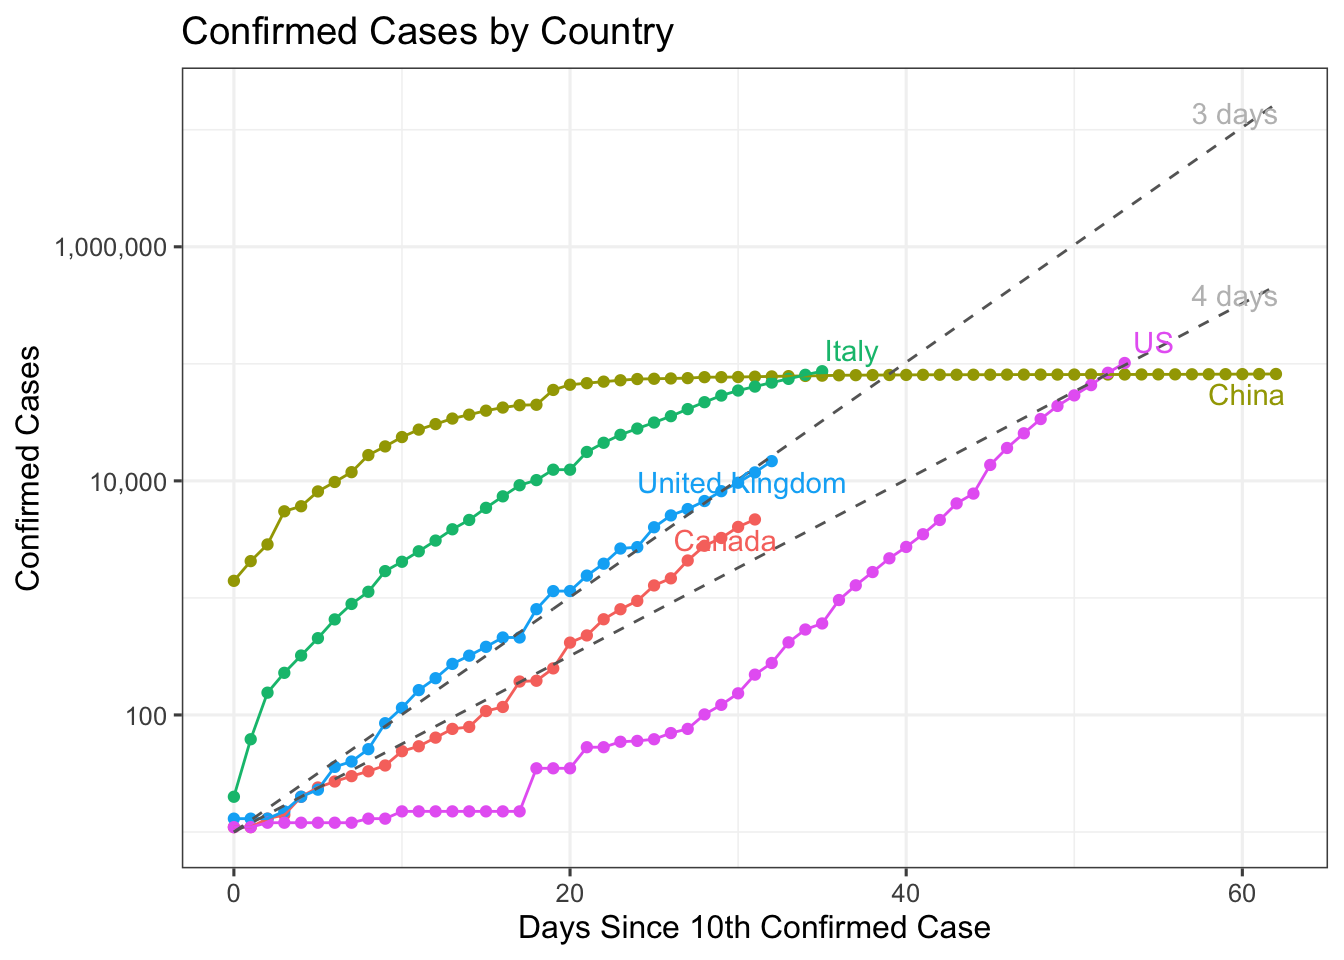 Confirmed Cases by Country
3 days
1,000,000
4 days
US
Italy
China
10,000
United Kingdom
Canada
100
Confirmed Cases
0 20 40 60
Days Since 10th Confirmed Case